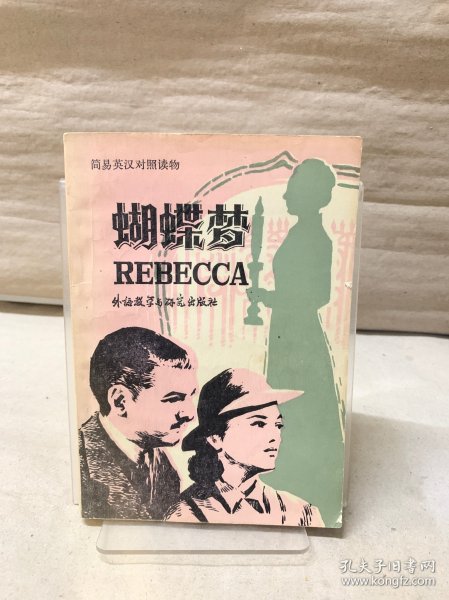 简易英汉对照读物
蝴蝶梦
REBECCA
外语教学与研究出版社
孔夫子旧书网
www.kongfz.com